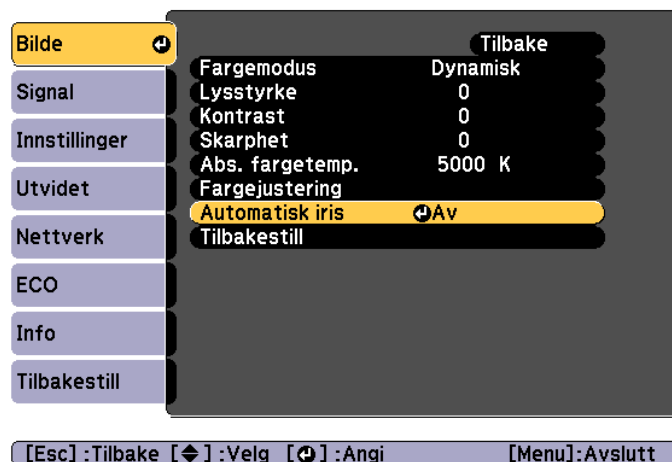 Bilde
Signal
Innstillinger
Utvidet
Nettverk
ECO
Info
Tilbakestill
Tilbake
Fargemodus Dynamisk
Lysstyrke 0
Kontrast 0
Skarphet 0
Abs. fargetemp. 5000 K
Fargejustering
Automatisk iris Av
Tilbakestill
[Esc] :Tilbake [◆] :Velg [↵] :Angi [Menu]:Avslutt